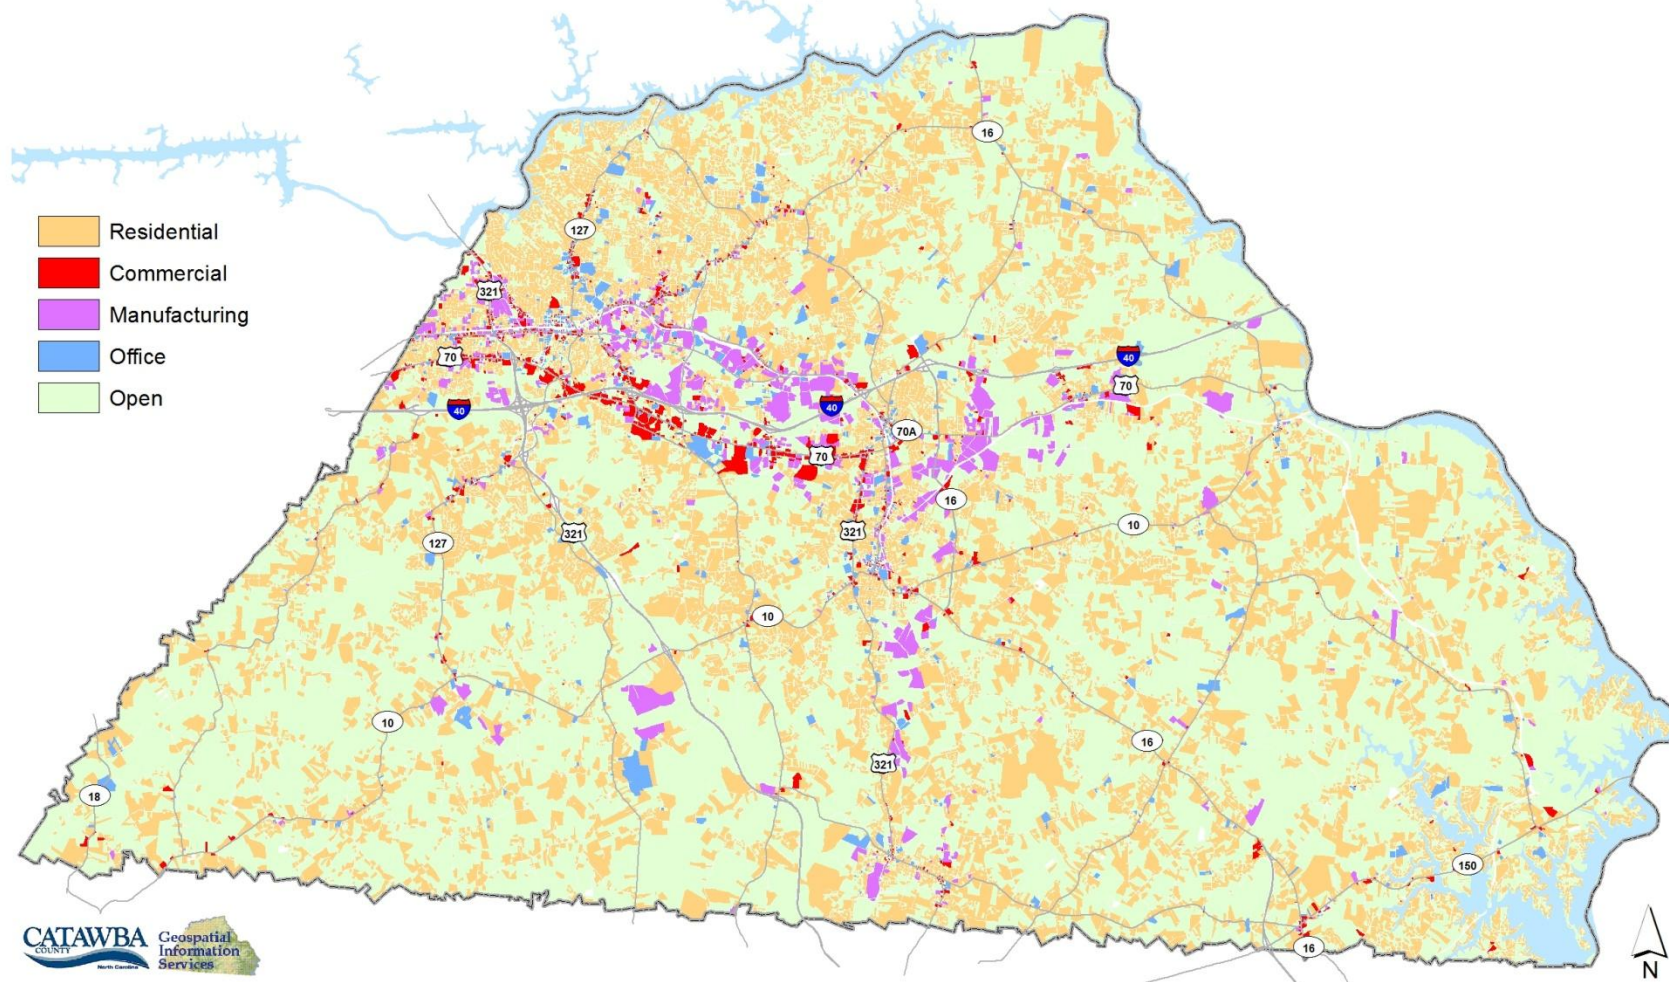 16
127
Residential
Commercial
321
Manufacturing
Office
70
40
70
Open
40
40
70A
70
16
10
321
321
127
10
10
16
321
18
150
CATAWBA
COUNTY
North Carolina
Geospatial
Information
Services
16
N